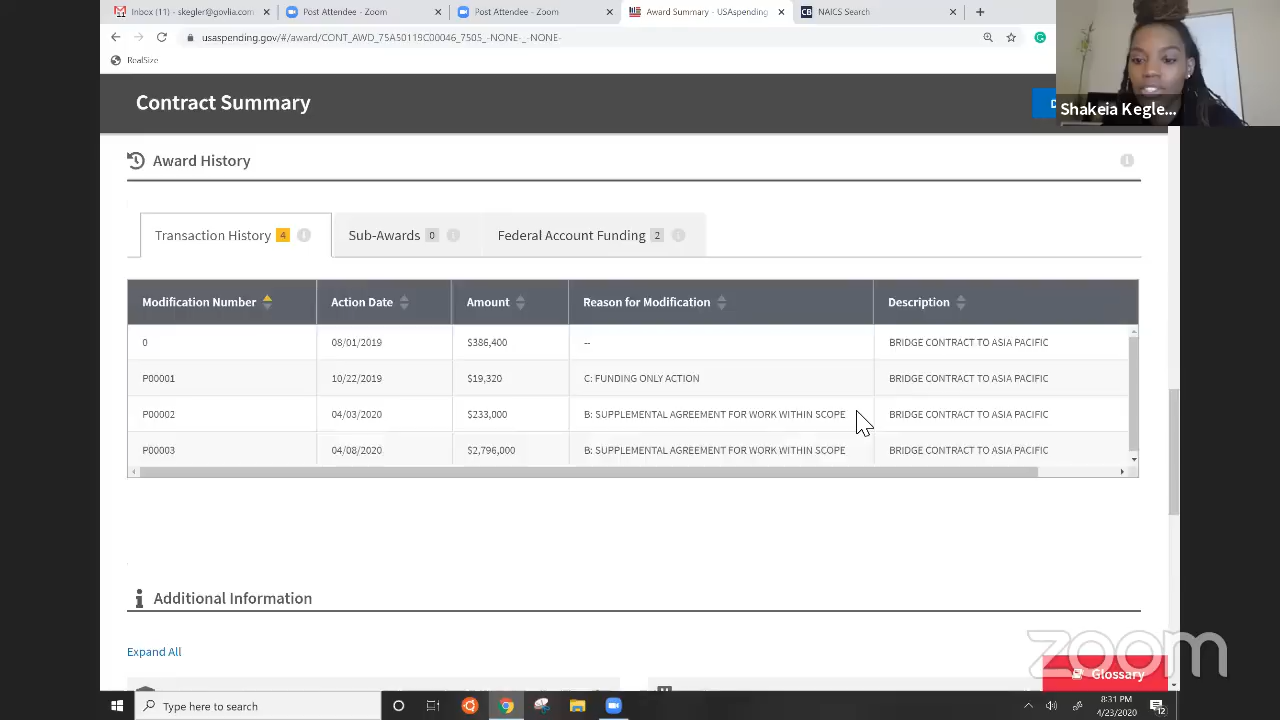 Inbox (11) - skegler@govlia.com
Post Attendee - Zoom
Post Attendee - Zoom
Award Summary - USAspending
NAICS Search
usaspending.gov/#/award/CONT_AWD_75A50119C00046_7505_-NONE-_-NONE-
RealSize
Contract Summary
D
Shakeia Kegle...
Award History
Transaction History 4
Sub-Awards 0
Federal Account Funding 2
Modification Number Action Date Amount Reason for Modification Description
0 08/01/2019 $386,400 -- BRIDGE CONTRACT TO ASIA PACIFIC
P00001 10/22/2019 $19,320 C: FUNDING ONLY ACTION BRIDGE CONTRACT TO ASIA PACIFIC
P00002 04/03/2020 $233,000 B: SUPPLEMENTAL AGREEMENT FOR WORK WITHIN SCOPE BRIDGE CONTRACT TO ASIA PACIFIC
P00003 04/08/2020 $2,796,000 B: SUPPLEMENTAL AGREEMENT FOR WORK WITHIN SCOPE BRIDGE CONTRACT TO ASIA PACIFIC
Additional Information
Expand All
zoom
Glossary
Type here to search
8:31 PM
4/23/2020
12